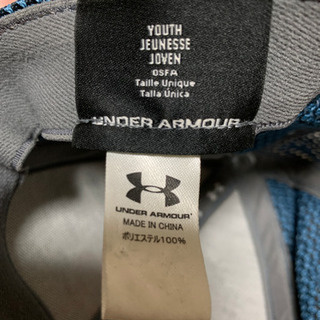 YOUTH
JEUNESSE
JOVEN
OSFA
Taille Unique
Talla Única
UNDER ARMOUR
UNDER ARMOUR
MADE IN CHINA
ポリエステル100%